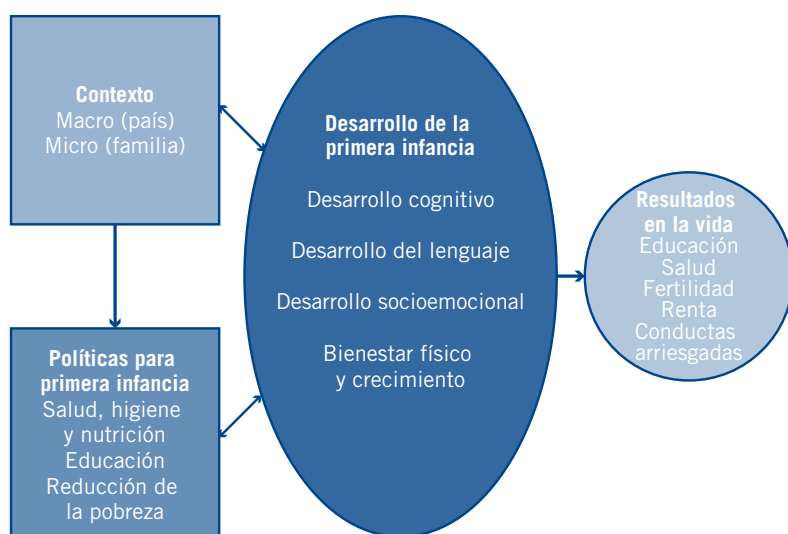 Contexto
Macro (país)
Micro (familia)
Políticas para
primera infancia
Salud, higiene
y nutrición
Educación
Reducción de
la pobreza
Desarrollo de la
primera infancia
Desarrollo cognitivo
Desarrollo del lenguaje
Desarrollo socioemocional
Bienestar físico
y crecimiento
Resultados
en la vida
Educación
Salud
Fertilidad
Renta
Conductas
arriesgadas